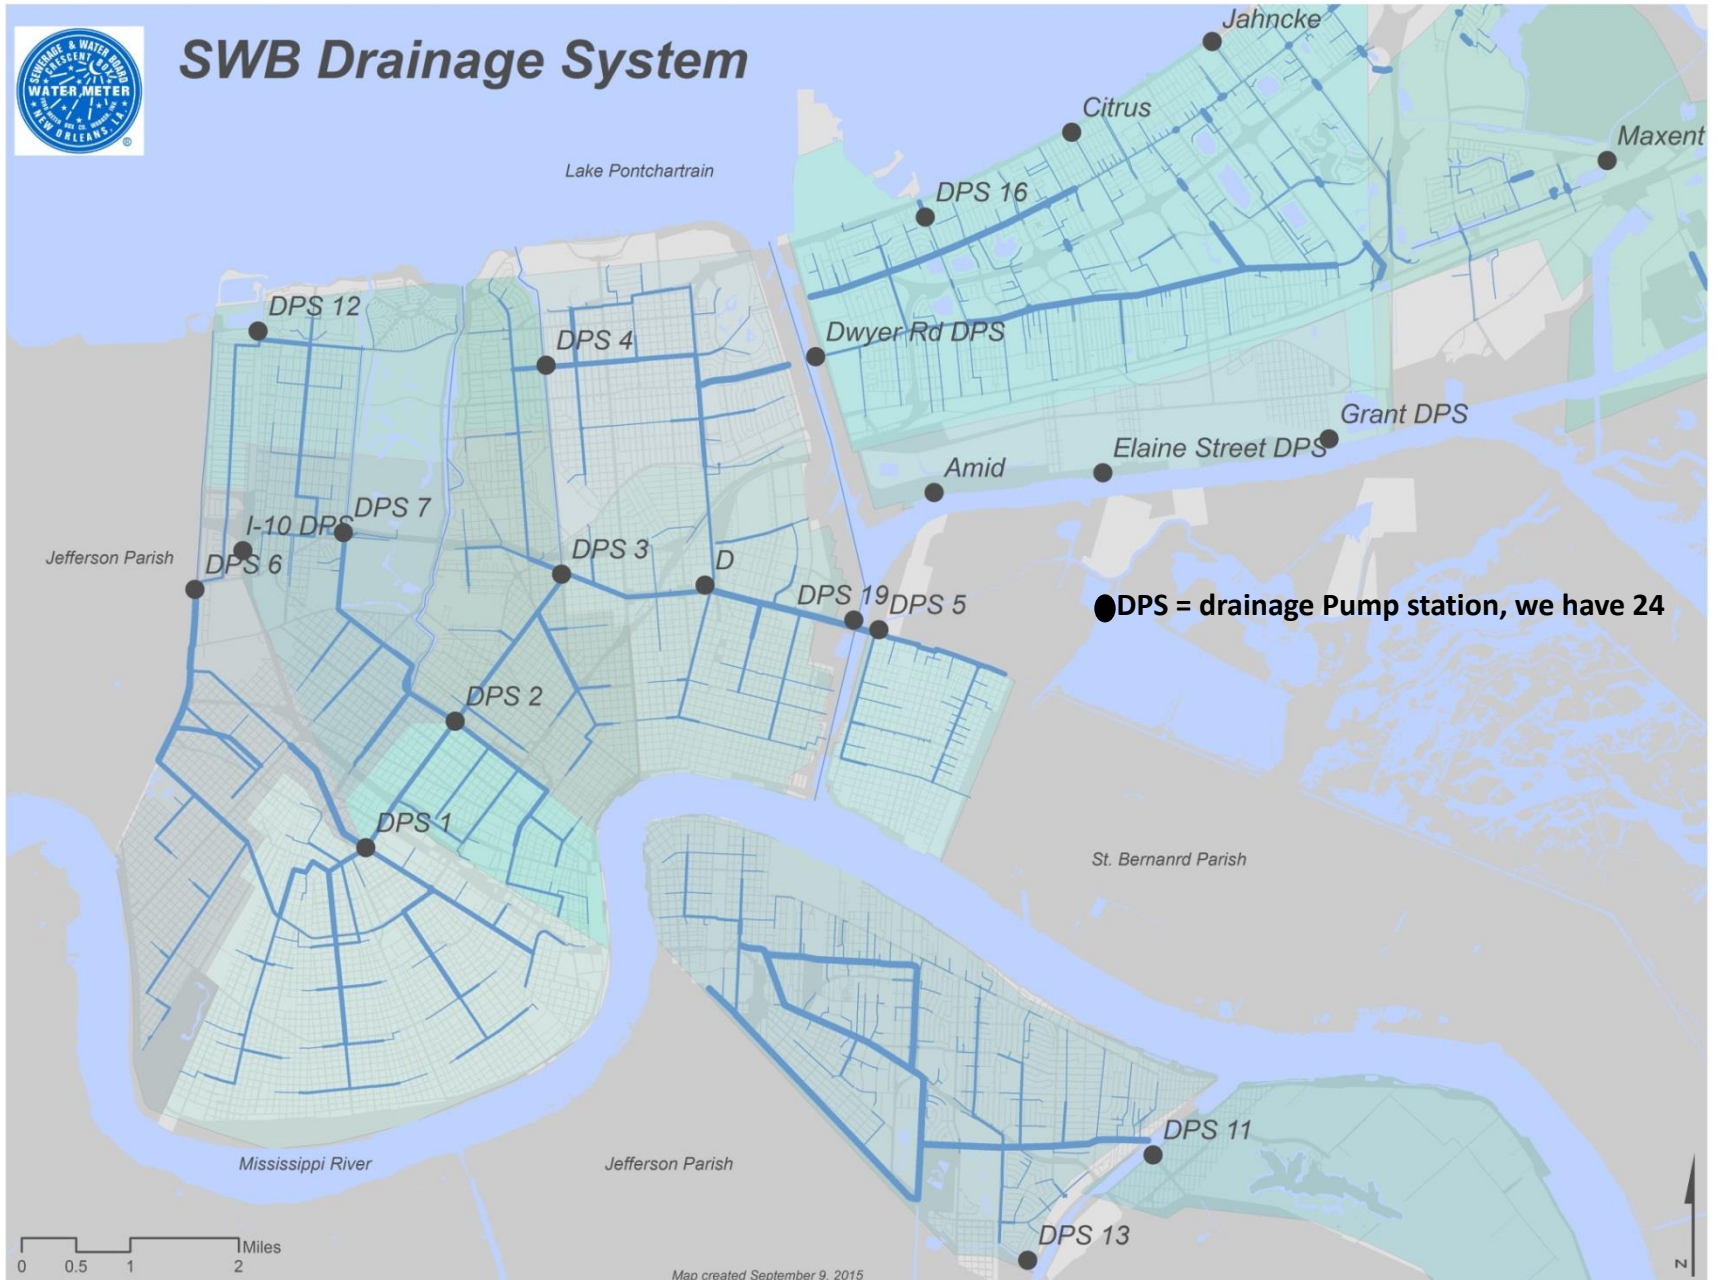 SEWERAGE & WATER BOARD
CRESCENT BOX
WATER METER
NEW ORLEANS, LA.
®
SWB Drainage System
Jahncke
Citrus
Maxent
Lake Pontchartrain
DPS 16
DPS 12
DPS 4
Dwyer Rd DPS
Grant DPS
Elaine Street DPS
Amid
DPS 7
I-10 DPS
DPS 6
Jefferson Parish
DPS 3
D
DPS 19
DPS 5
DPS = drainage Pump station, we have 24
DPS 2
DPS 1
St. Bernanrd Parish
DPS 11
Mississippi River
Jefferson Parish
DPS 13
Miles
0 0.5 1 2
Map created September 9, 2015
N